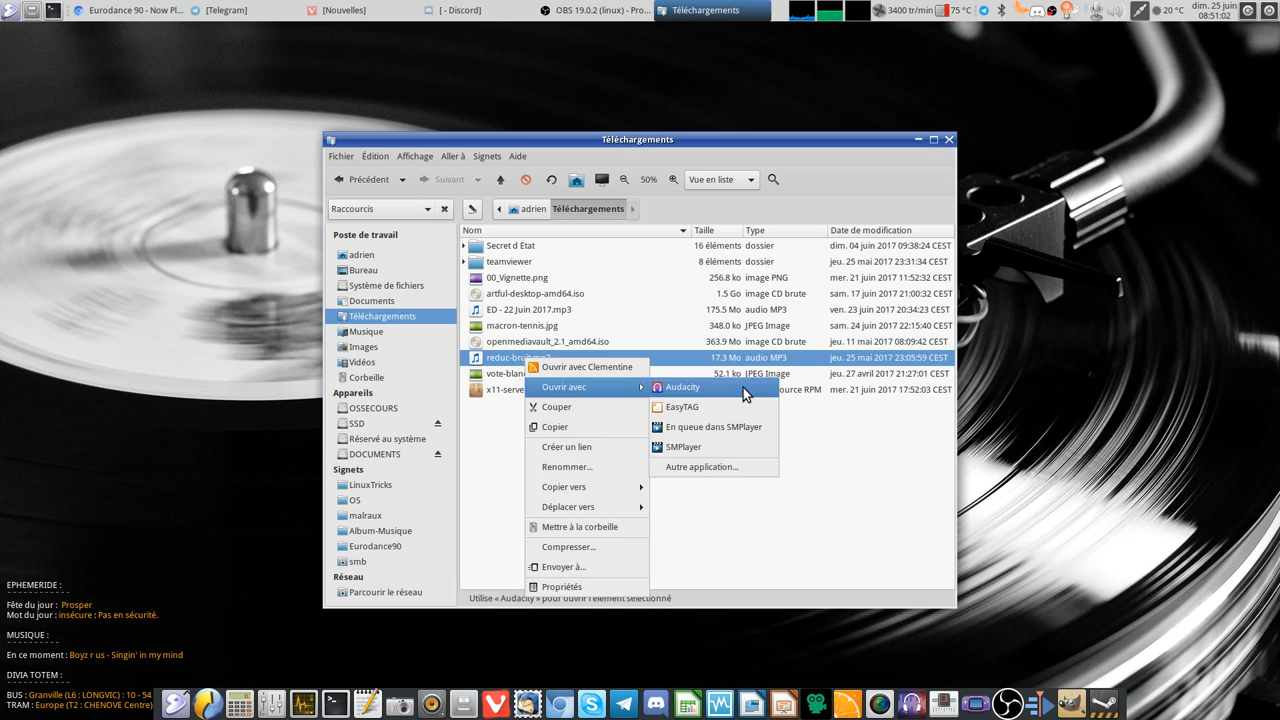 Eurodance 90 - Now Pl...
[Telegram]
[Nouvelles]
[ - Discord]
OBS 19.0.2 (linux) - Pro...
Téléchargements
3400 tr/min
75 °C
20 °C
dim. 25 juin
08:51:02
Téléchargements
Fichier Édition Affichage Aller à Signets Aide
Précédent Suivant 50% Vue en liste
Raccourcis adrien Téléchargements
Nom Taille Type Date de modification
Secret d Etat 16 éléments dossier dim. 04 juin 2017 09:38:24 CEST
teamviewer 8 éléments dossier jeu. 25 mai 2017 23:31:34 CEST
00_Vignette.png 256.8 ko image PNG mer. 21 juin 2017 11:52:32 CEST
artful-desktop-amd64.iso 1.5 Go image CD brute sam. 17 juin 2017 21:00:32 CEST
ED - 22 Juin 2017.mp3 175.5 Mo audio MP3 ven. 23 juin 2017 20:34:23 CEST
macron-tennis.jpg 348.0 ko JPEG Image sam. 24 juin 2017 22:15:40 CEST
openmediavault_2.1_amd64.iso 363.9 Mo image CD brute jeu. 11 mai 2017 08:09:42 CEST
reduc-bruit.mp3 17.3 Mo audio MP3 jeu. 25 mai 2017 23:05:59 CEST
vote-blan 52.1 ko JPEG Image jeu. 27 avril 2017 21:27:01 CEST
x11-serve ource RPM mer. 21 juin 2017 17:52:03 CEST
Poste de travail
adrien
Bureau
Système de fichiers
Documents
Téléchargements
Musique
Images
Vidéos
Corbeille
Appareils
OSSECOURS
SSD
Réservé au système
DOCUMENTS
Signets
LinuxTricks
OS
malraux
Album-Musique
Eurodance90
smb
Réseau
Parcourir le réseau
Ouvrir avec Clementine
Ouvrir avec
Couper
Copier
Créer un lien
Renommer...
Copier vers
Déplacer vers
Mettre à la corbeille
Compresser...
Envoyer à...
Propriétés
Audacity
EasyTAG
En queue dans SMPlayer
SMPlayer
Autre application...
Utilise « Audacity » pour ouvrir l'élément sélectionné
EPHEMERIDE :
Fête du jour : Prosper
Mot du jour : insécure : Pas en sécurité.
MUSIQUE :
En ce moment : Boyz r us - Singin' in my mind
DIVIA TOTEM :
BUS : Granville (L6 : LONGVIC) : 10 - 54
TRAM : Europe (T2 : CHENOVE Centre)